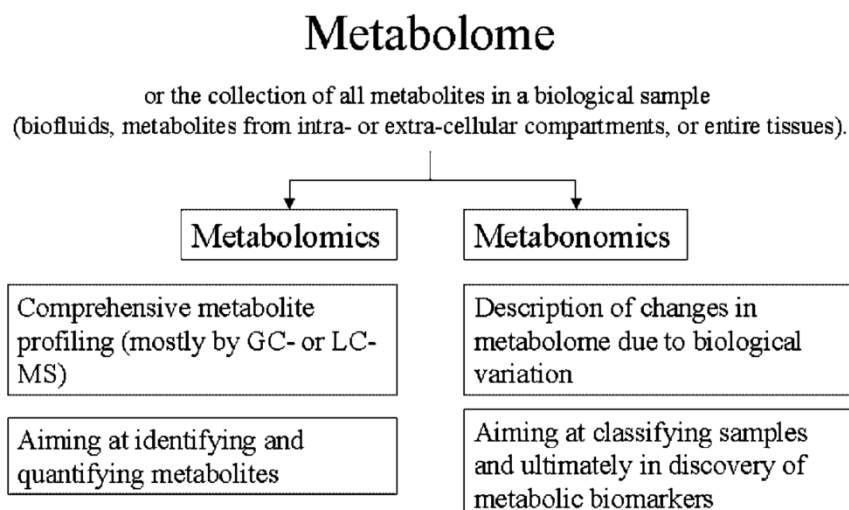 Metabolome
or the collection of all metabolites in a biological sample
(biofluids, metabolites from intra- or extra-cellular compartments, or entire tissues).
Metabolomics
Metabonomics
Comprehensive metabolite
profiling (mostly by GC- or LC-
MS)
Description of changes in
metabolome due to biological
variation
Aiming at identifying and
quantifying metabolites
Aiming at classifying samples
and ultimately in discovery of
metabolic biomarkers